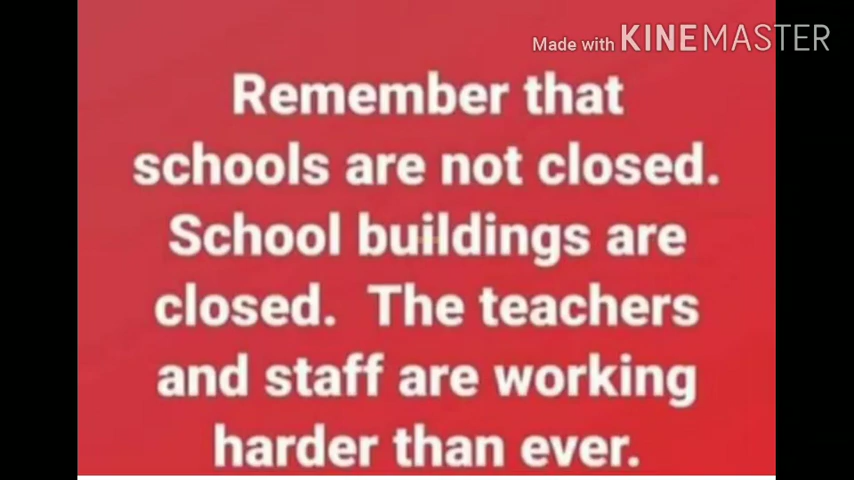 Made with KINEMASTER
Remember that
schools are not closed.
School buildings are
closed. The teachers
and staff are working
harder than ever.